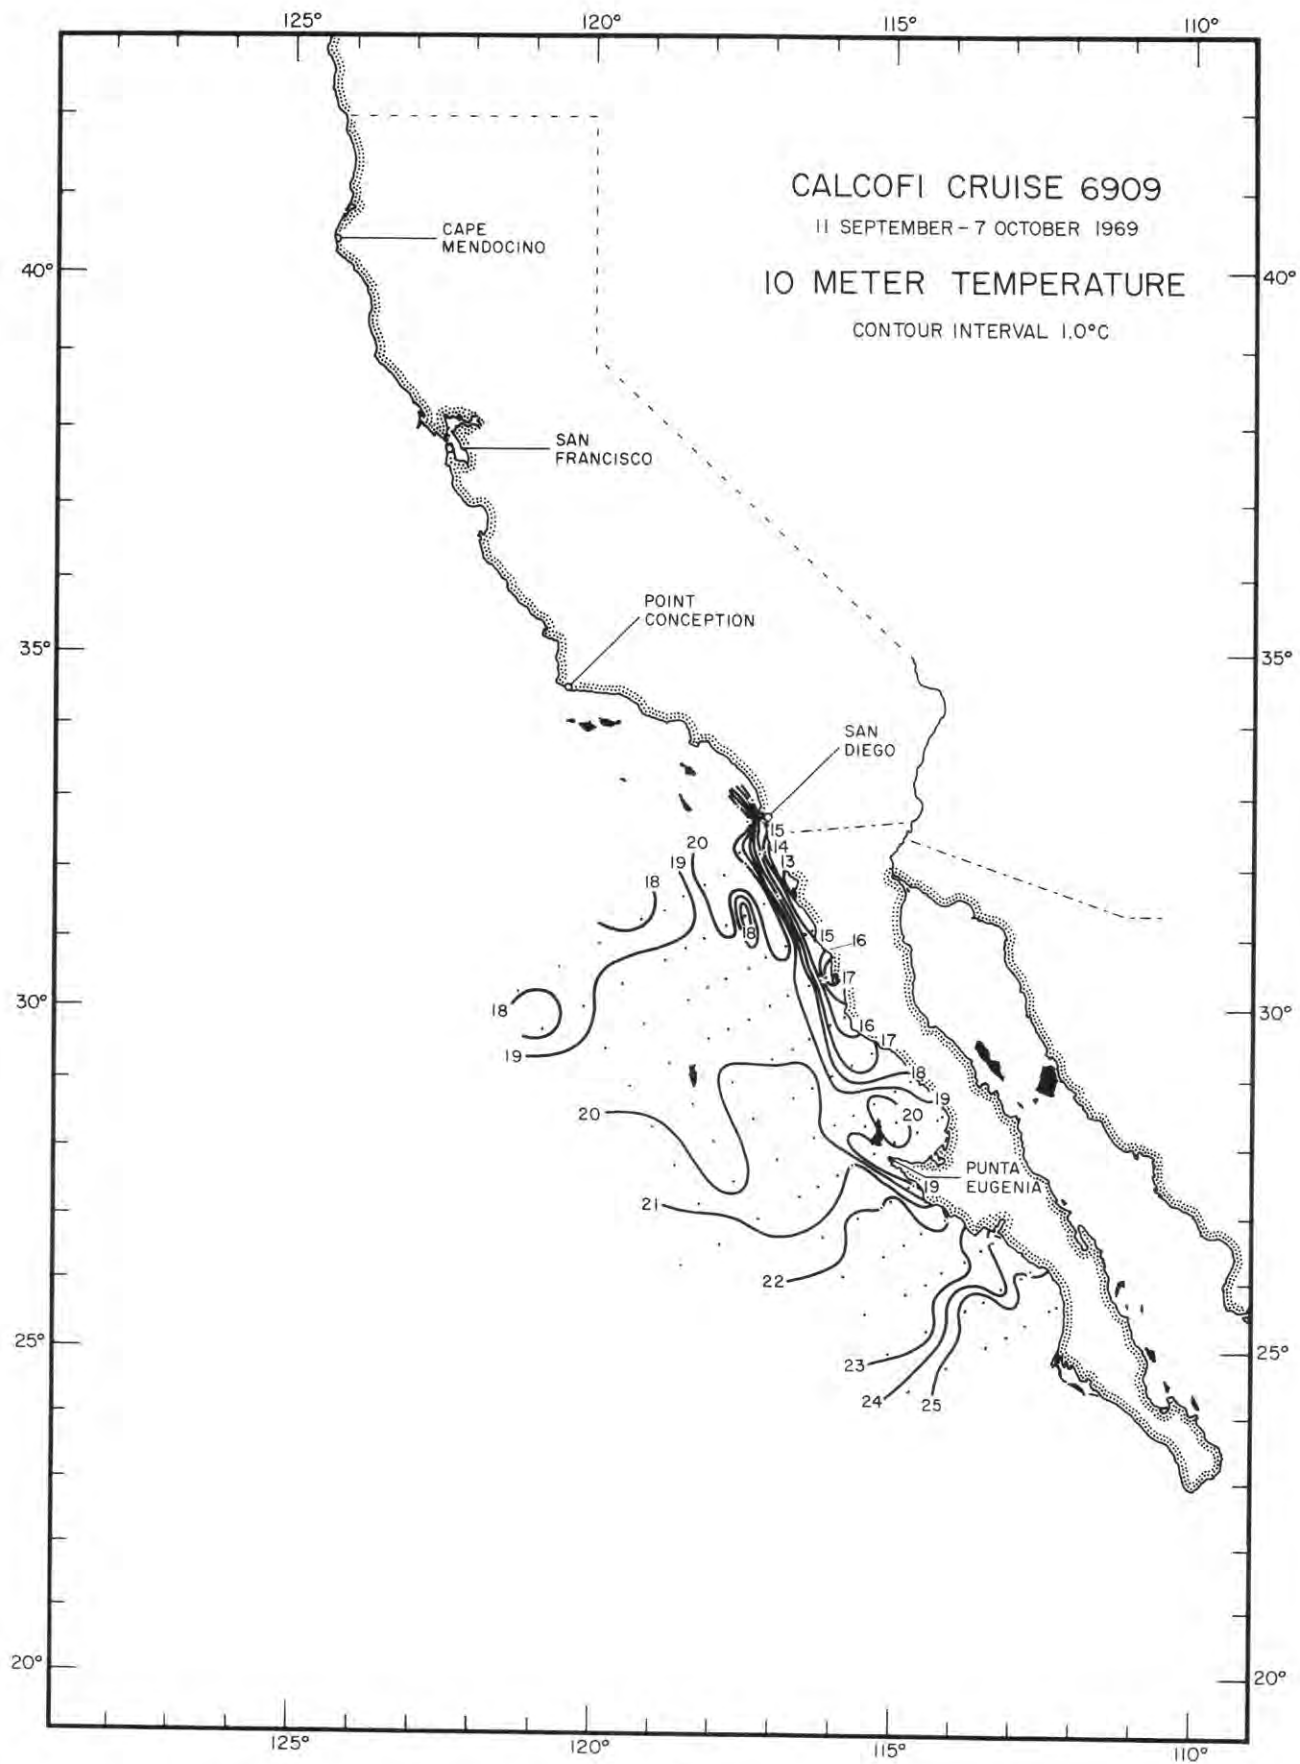 125° 120° 115° 110°
CALCOFI CRUISE 6909
11 SEPTEMBER – 7 OCTOBER 1969
10 METER TEMPERATURE
CONTOUR INTERVAL 1.0°C
CAPE
MENDOCINO
40° 40°
SAN
FRANCISCO
POINT
CONCEPTION
35° 35°
SAN
DIEGO
15
14
13
20
19
18
18
15
16
17
30° 30°
18
19
16
17
18
19
20
20
PUNTA
EUGENIA
19
21
22
23
24
25
25° 25°
20° 20°
125° 120° 115° 110°